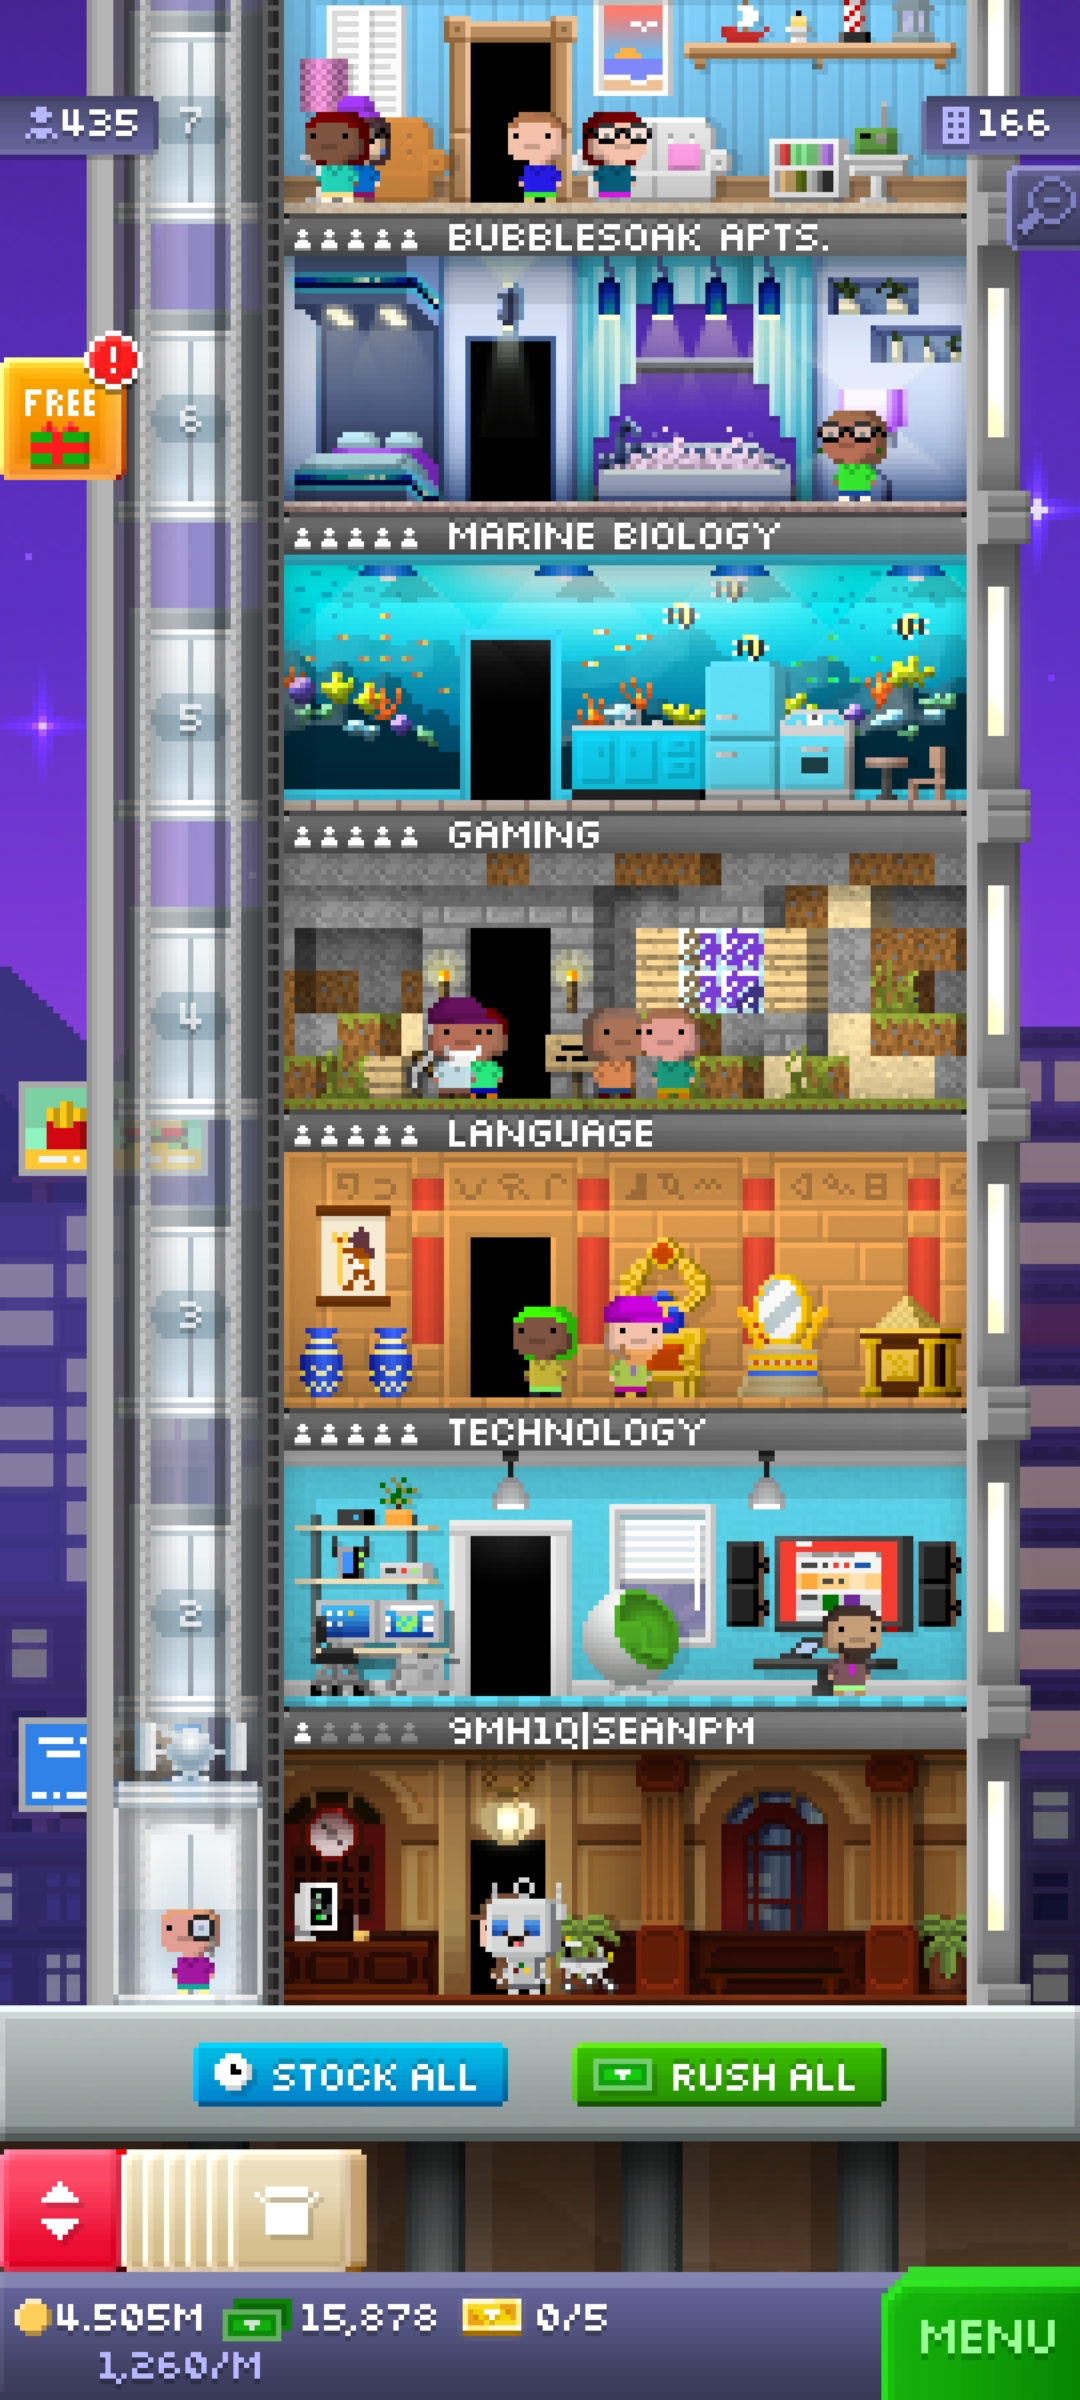 7
435
166
BUBBLESOAK APTS.
FREE
!
6
MARINE BIOLOGY
5
GAMING
4
LANGUAGE
3
TECHNOLOGY
2
9MH1Q|SEANPM
STOCK ALL
RUSH ALL
4.505M
15,878
0/5
1,260/M
MENU